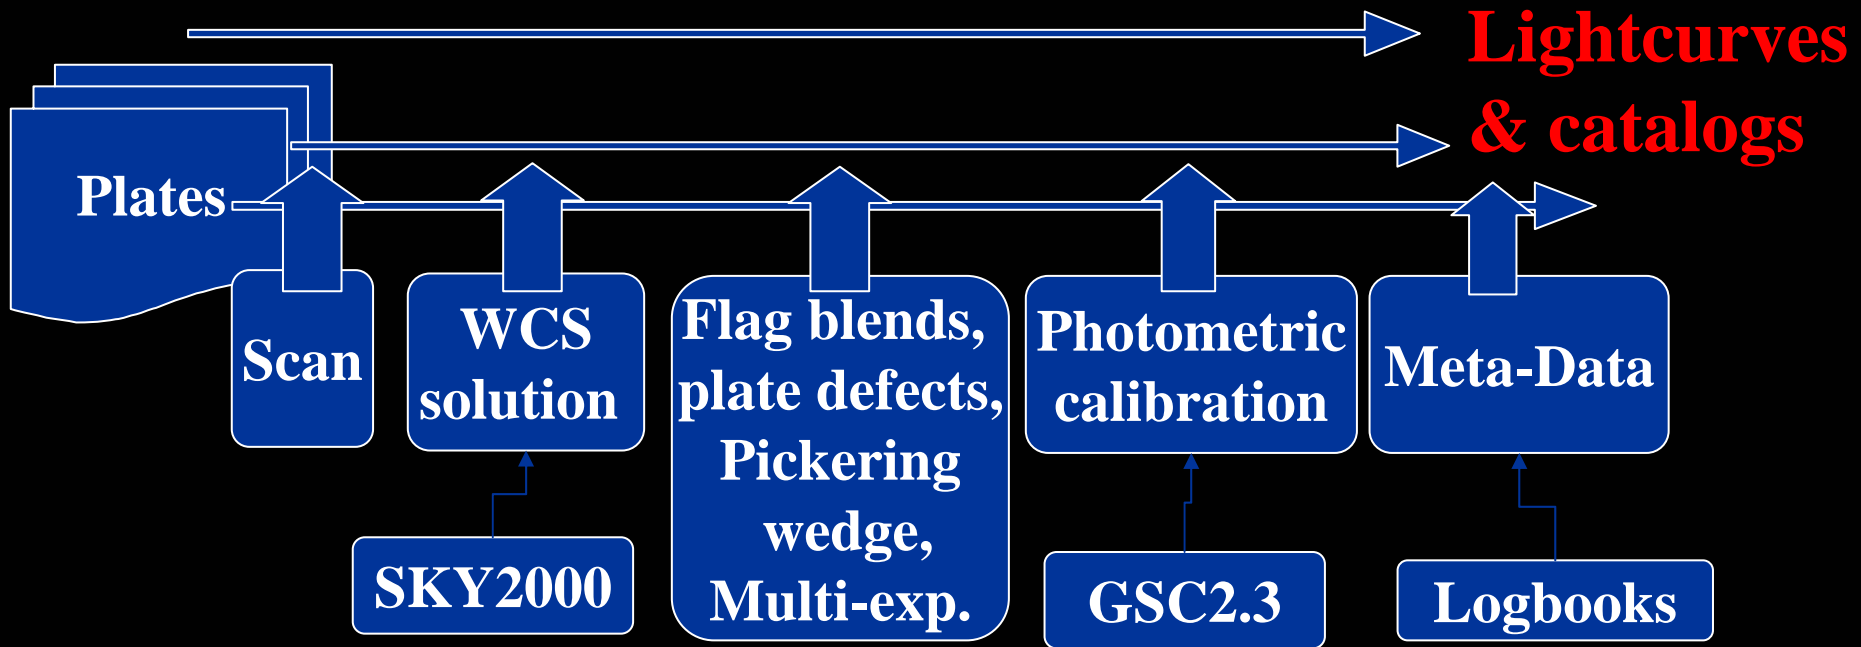 Lightcurves
& catalogs
Plates
Scan
WCS
solution
Flag blends,
plate defects,
Pickering
wedge,
Multi-exp.
Photometric
calibration
Meta-Data
SKY2000
GSC2.3
Logbooks